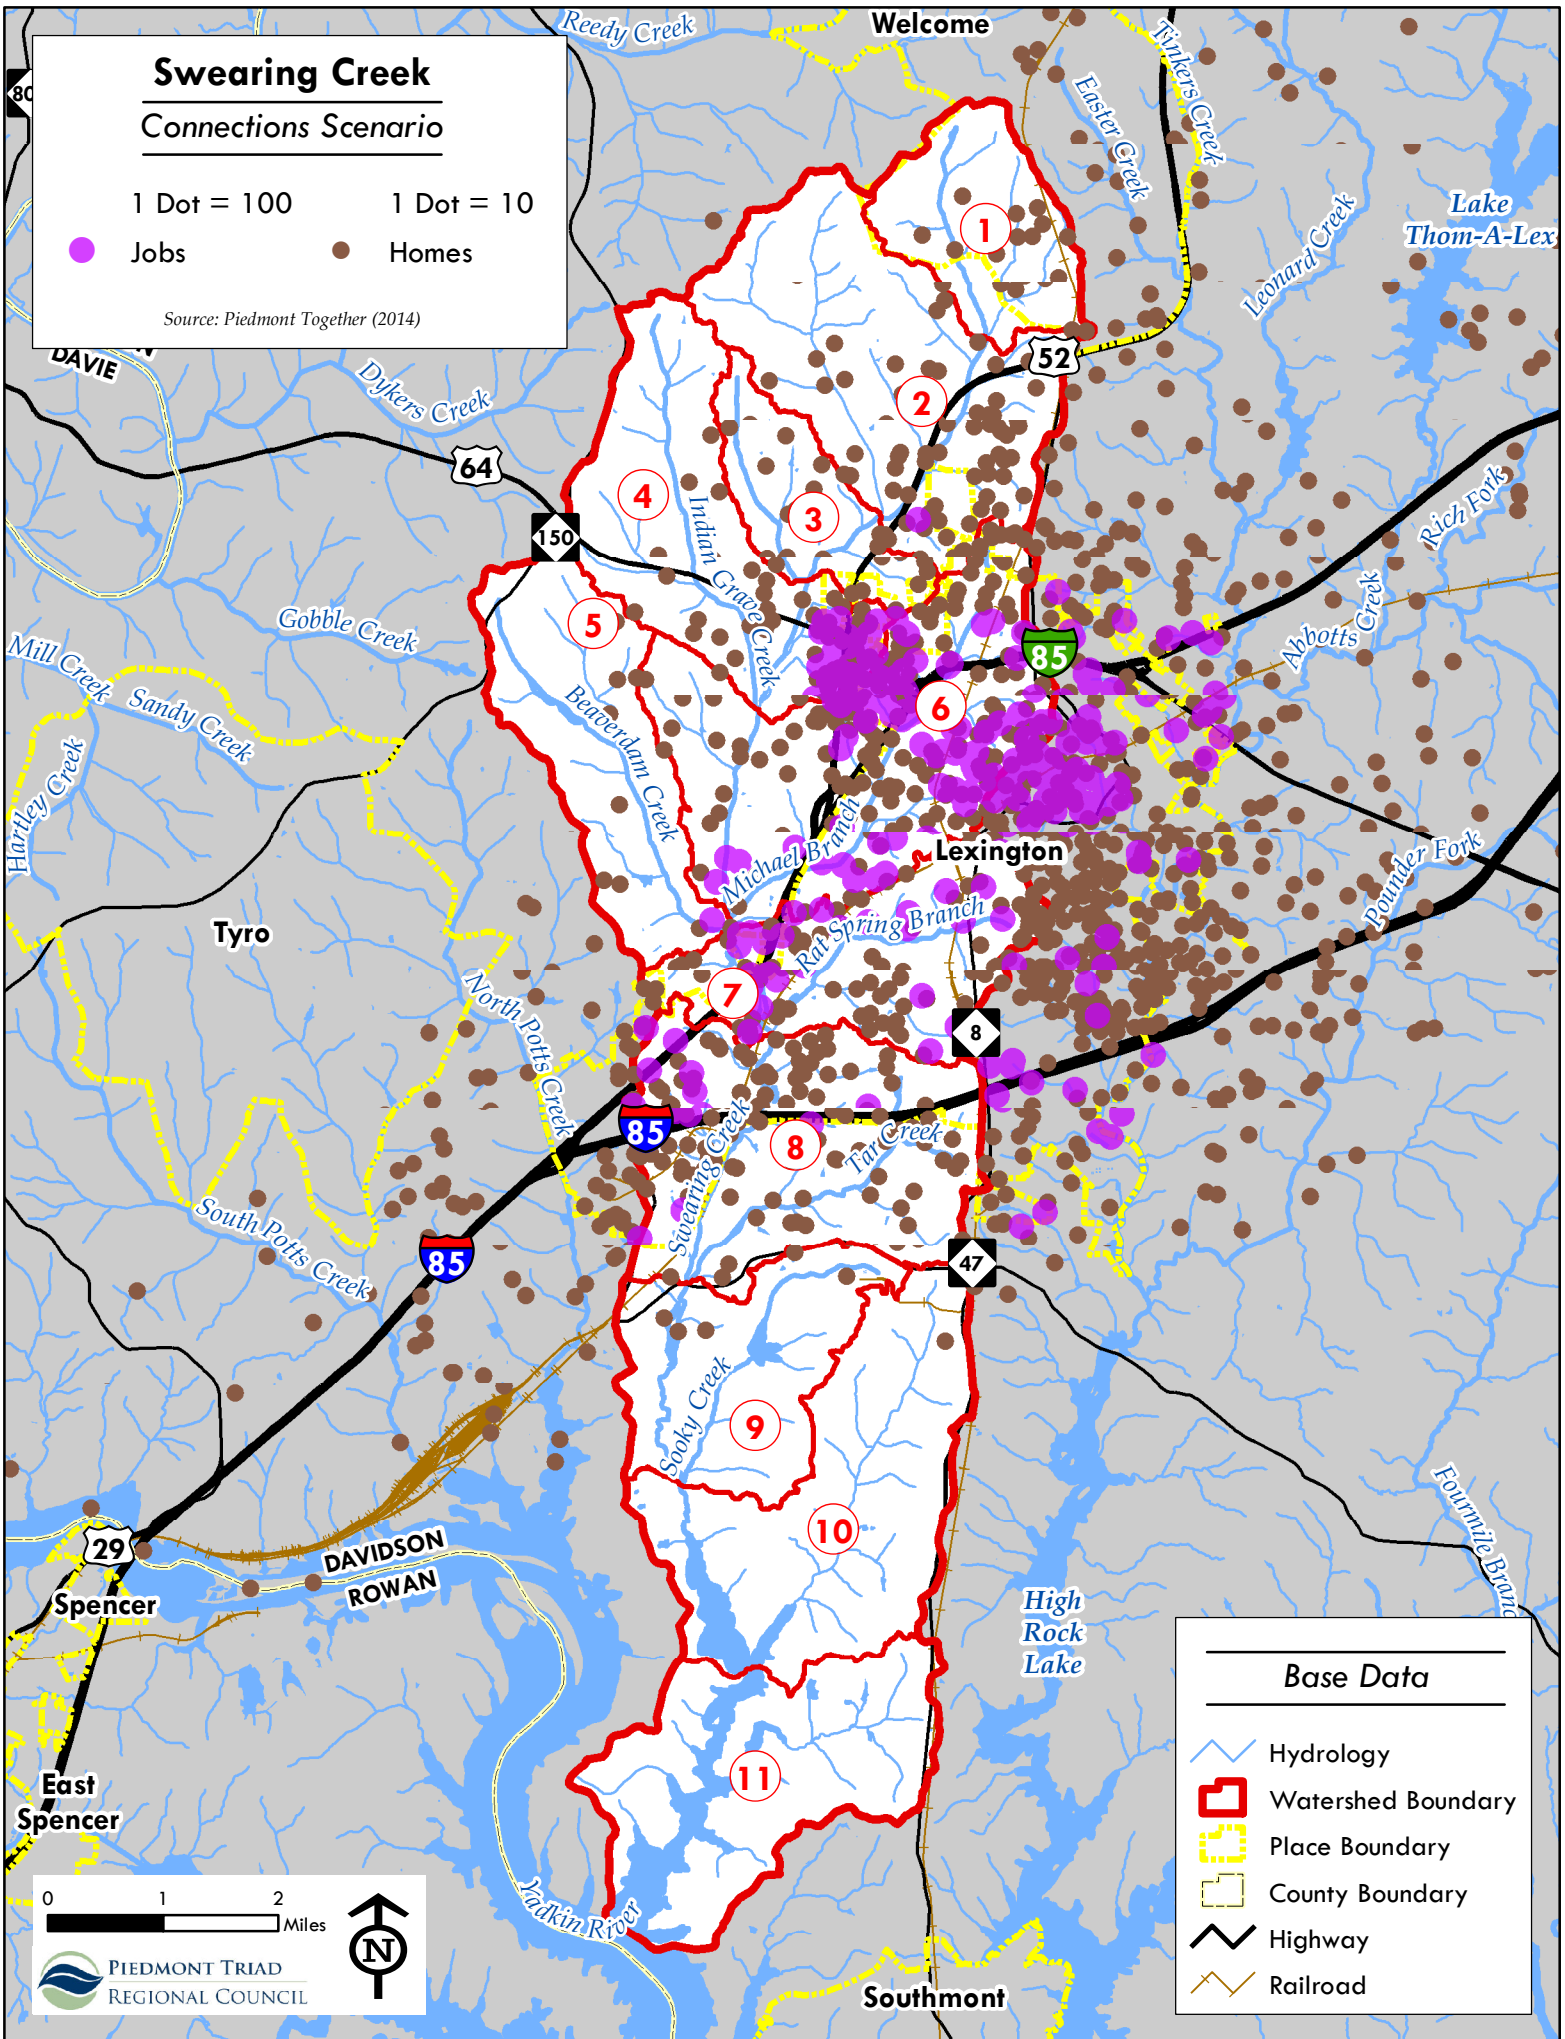 Swearing Creek
Connections Scenario
1 Dot = 100 1 Dot = 10
Jobs Homes
Source: Piedmont Together (2014)
Reedy Creek
Welcome
Tinkers Creek
Easter Creek
Leonard Creek
Lake
Thom-A-Lex
80
DAVIE
Dykers Creek
1
52
2
64
4
3
150
Indian Grave Creek
Rich Fork
Gobble Creek
5
85
Abbotts Creek
Mill Creek
Sandy Creek
Beaverdam Creek
6
Hartley Creek
Michael Branch
Lexington
Pounder Fork
Tyro
Rat Spring Branch
North Potts Creek
7
8
85
8
Tar Creek
Swearing Creek
South Potts Creek
85
47
Sooky Creek
9
10
Fourmile Branc
29
DAVIDSON
ROWAN
Spencer
High
Rock
Lake
11
East
Spencer
Yadkin River
Southmont
0 1 2
Miles
N
PIEDMONT TRIAD
REGIONAL COUNCIL
Base Data
Hydrology
Watershed Boundary
Place Boundary
County Boundary
Highway
Railroad